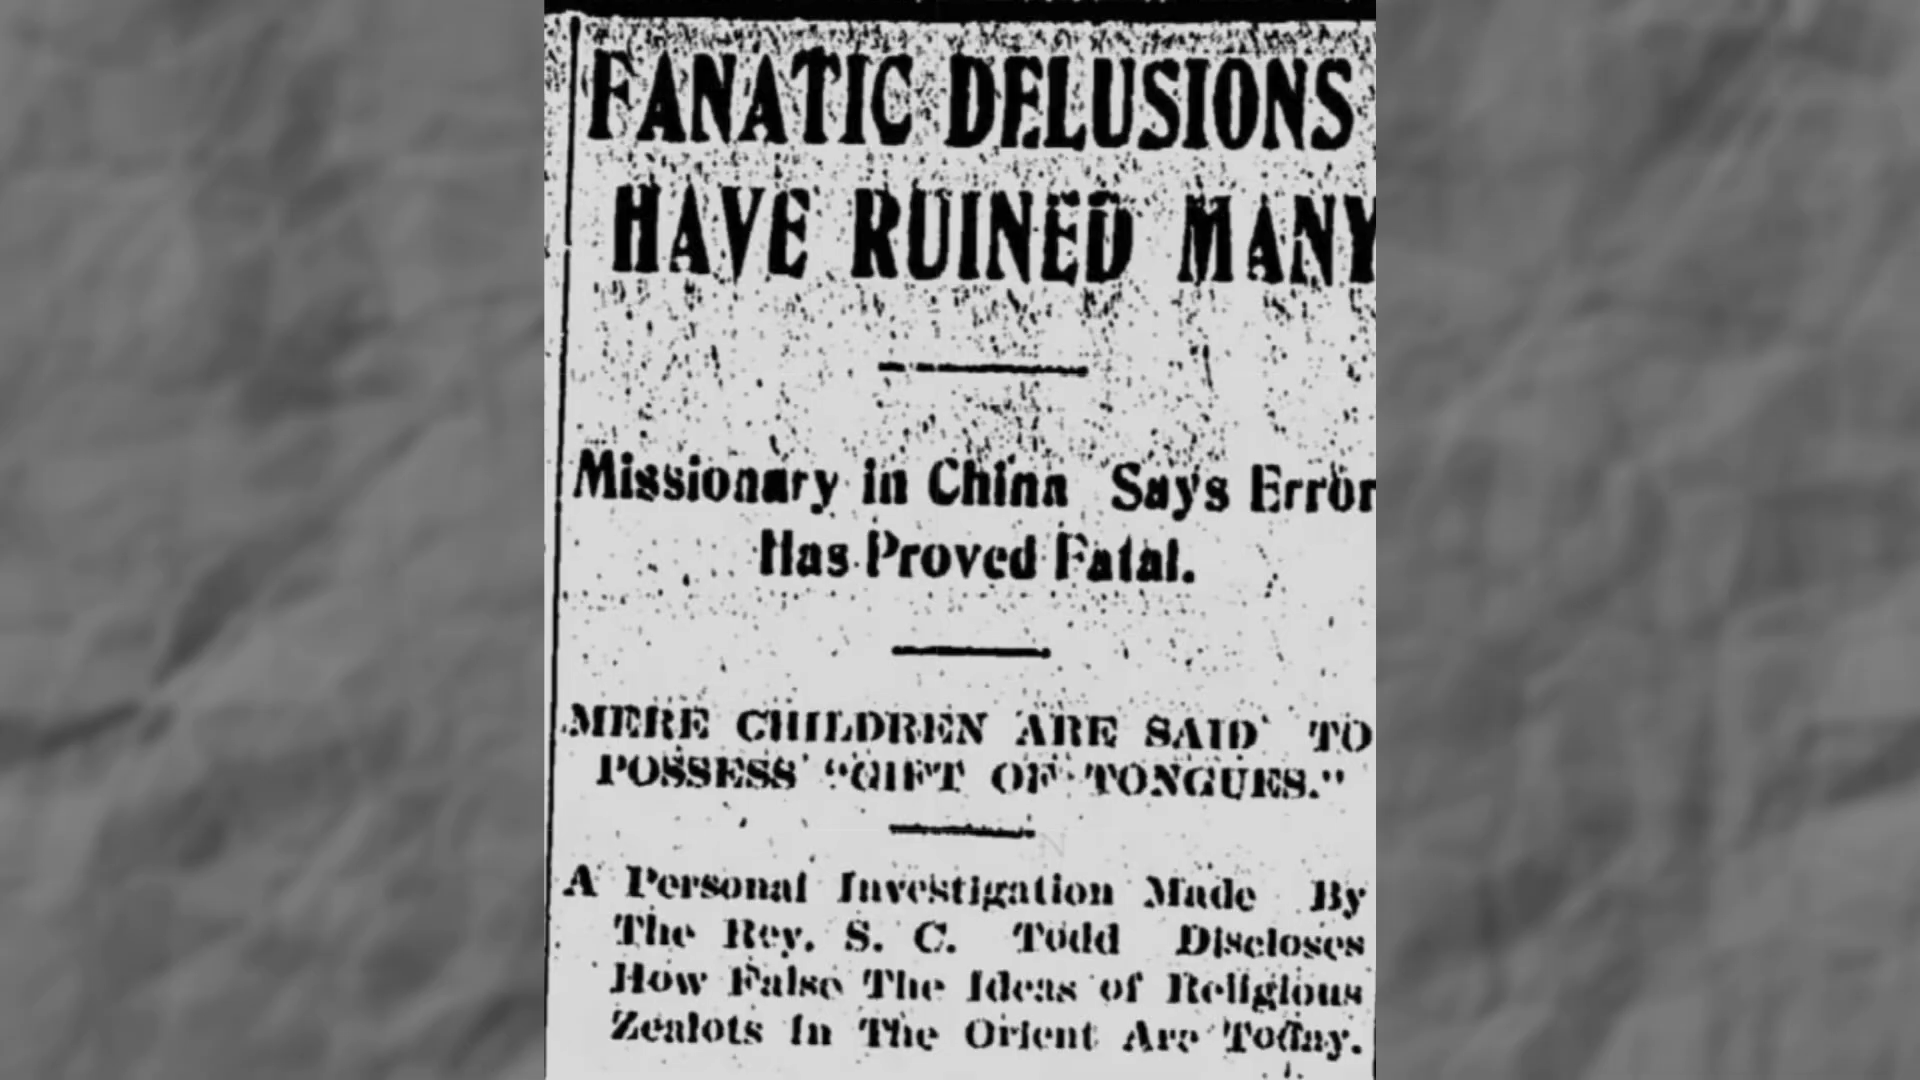 FANATIC DELUSIONS
HAVE RUINED MANY
Missionary in China Says Error
Has Proved Fatal.
MERE CHILDREN ARE SAID TO
POSSESS "GIFT OF TONGUES."
A Personal Investigation Made By
The Rev. S. C. Todd Discloses
How False The Ideas of Religious
Zealots In The Orient Are Today.